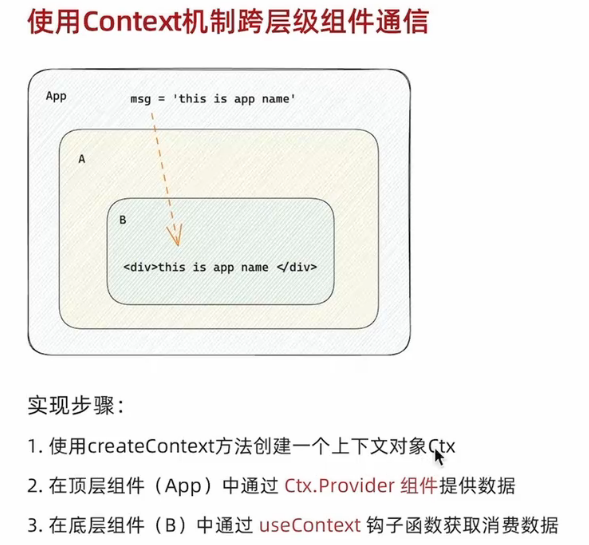 使用Context机制跨层级组件通信
App
msg = 'this is app name'
A
B
<div>this is app name </div>
实现步骤：
1. 使用createContext方法创建一个上下文对象Ctx
2. 在顶层组件（App）中通过 Ctx.Provider 组件提供数据
3. 在底层组件（B）中通过 useContext 钩子函数获取消费数据